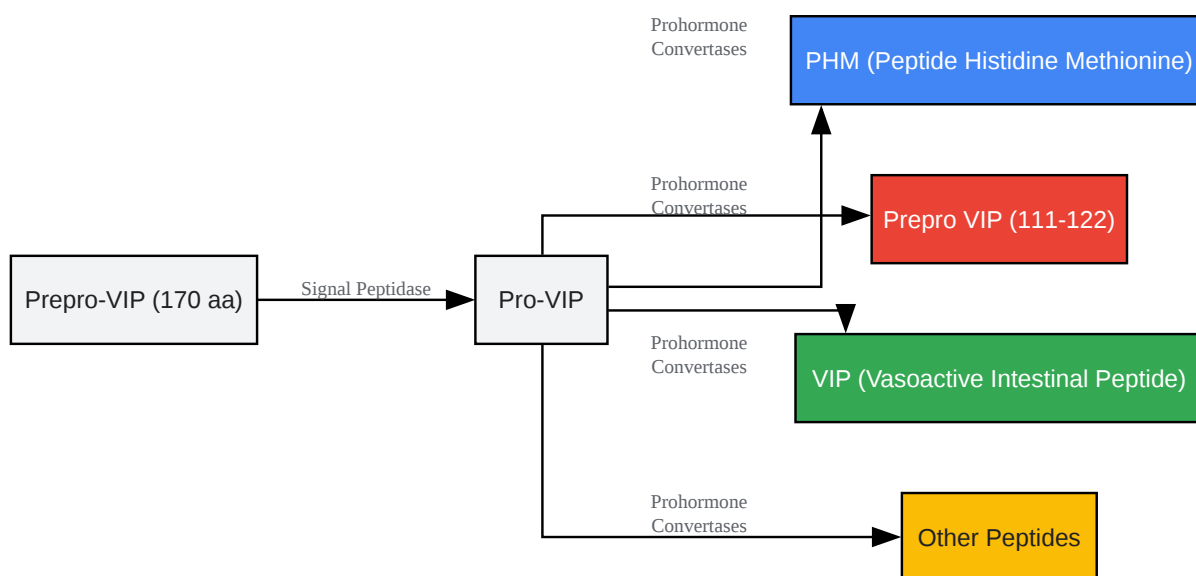 Prohormone
Convertases
PHM (Peptide Histidine Methionine)
Prohormone
Convertases
Prepro VIP (111-122)
Prepro-VIP (170 aa)
Signal Peptidase
Pro-VIP
Prohormone
Convertases
VIP (Vasoactive Intestinal Peptide)
Prohormone
Convertases
Other Peptides